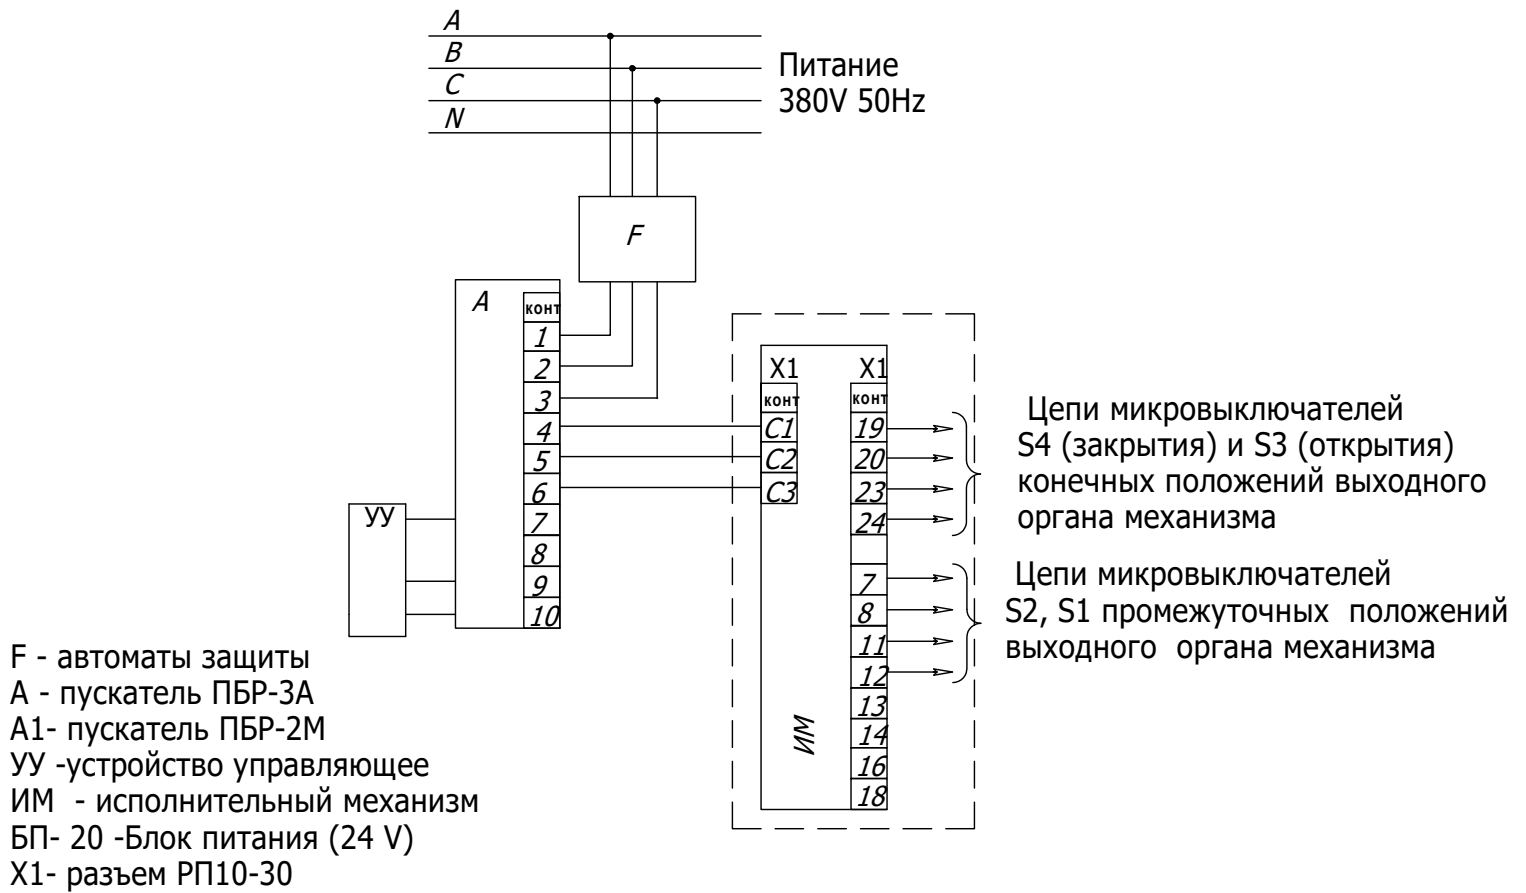 A
B
C
N
Питание
380V 50Hz
F
A
конт
1
2
3
4
5
6
7
8
9
10
УУ
X1
конт
C1
C2
C3
X1
конт
19
20
23
24
7
8
11
12
13
14
16
18
ИМ
Цепи микровыключателей
S4 (закрытия) и S3 (открытия)
конечных положений выходного
органа механизма
Цепи микровыключателей
S2, S1 промежуточных положений
выходного органа механизма
F - автоматы защиты
А - пускатель ПБР-3А
А1- пускатель ПБР-2М
УУ -устройство управляющее
ИМ - исполнительный механизм
БП- 20 -Блок питания (24 V)
X1- разъем РП10-30